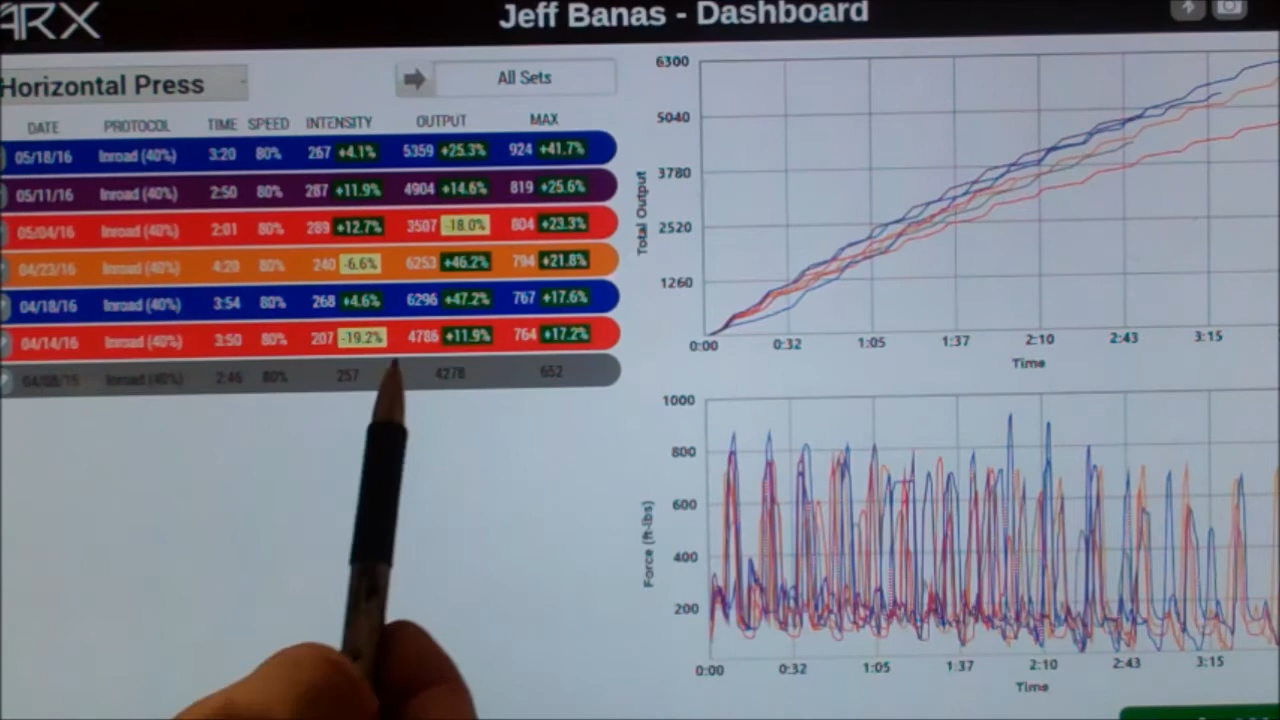 ARX
Jeff Banas - Dashboard
Horizontal Press
All Sets
DATE PROTOCOL TIME SPEED INTENSITY OUTPUT MAX
05/18/16 Inroad (40%) 3:20 80% 267 +4.1% 5359 +25.3% 924 +41.7%
05/11/16 Inroad (40%) 2:50 80% 287 +11.9% 4904 +14.6% 819 +25.6%
05/04/16 Inroad (40%) 2:01 80% 289 +12.7% 3507 -18.0% 804 +23.3%
04/23/16 Inroad (40%) 4:20 80% 240 -6.6% 6253 +46.2% 794 +21.8%
04/18/16 Inroad (40%) 3:54 80% 268 +4.6% 6296 +47.2% 767 +17.6%
04/14/16 Inroad (40%) 3:50 80% 207 -19.2% 4786 +11.9% 764 +17.2%
04/08/16 Inroad (40%) 2:46 80% 257 4278 652
Total Output
6300
5040
3780
2520
1260
0:00 0:32 1:05 1:37 2:10 2:43 3:15
Time
Force (ft-lbs)
1000
800
600
400
200
0:00 0:32 1:05 1:37 2:10 2:43 3:15
Time